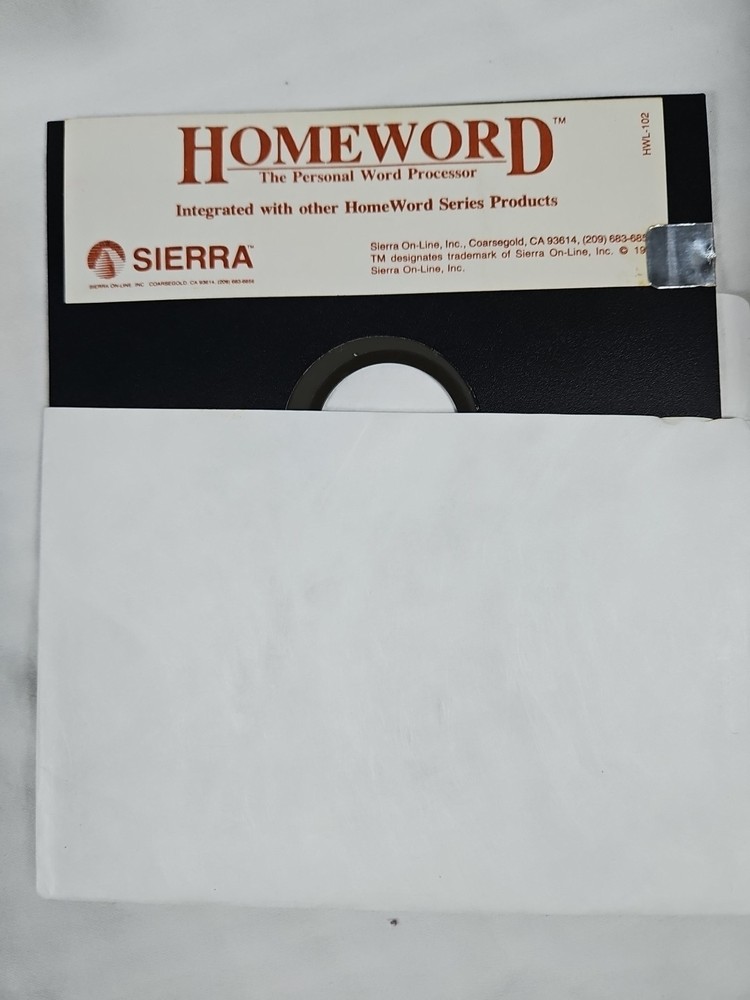 HOMEWORD™
The Personal Word Processor
Integrated with other HomeWord Series Products
HWL-102
SIERRA™
SIERRA ON-LINE, INC. COARSEGOLD, CA 93614, (209) 683-6858
Sierra On-Line, Inc., Coarsegold, CA 93614, (209) 683-685
TM designates trademark of Sierra On-Line, Inc. © 19
Sierra On-Line, Inc.